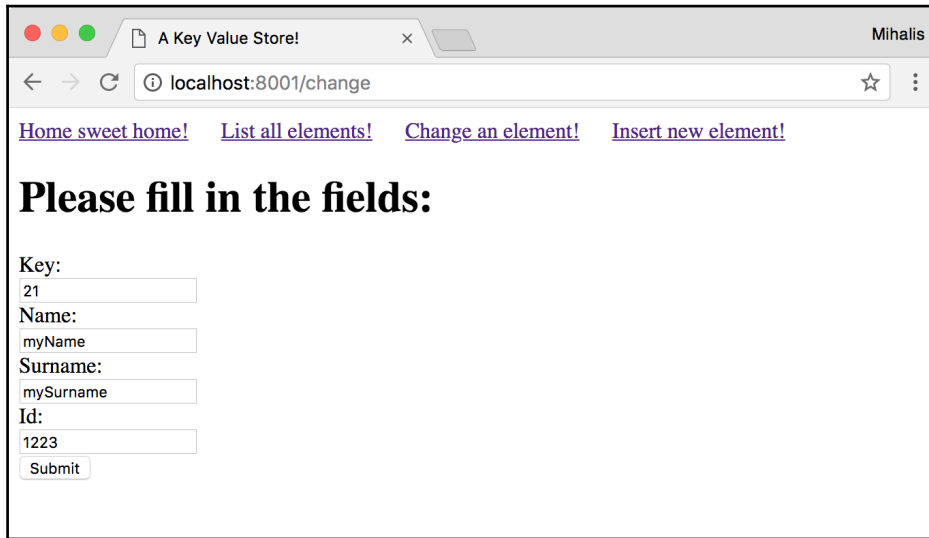 A Key Value Store!
Mihalis
localhost:8001/change
Home sweet home! List all elements! Change an element! Insert new element!
Please fill in the fields:
Key:
21
Name:
myName
Surname:
mySurname
Id:
1223
Submit